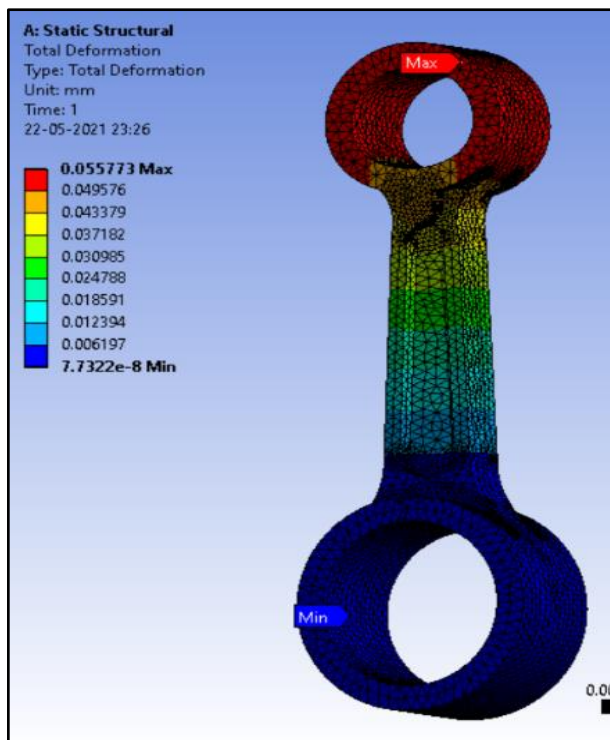 A: Static Structural
Total Deformation
Type: Total Deformation
Unit: mm
Time: 1
22-05-2021 23:26
0.055773 Max
0.049576
0.043379
0.037182
0.030985
0.024788
0.018591
0.012394
0.006197
7.7322e-8 Min
Max
Min